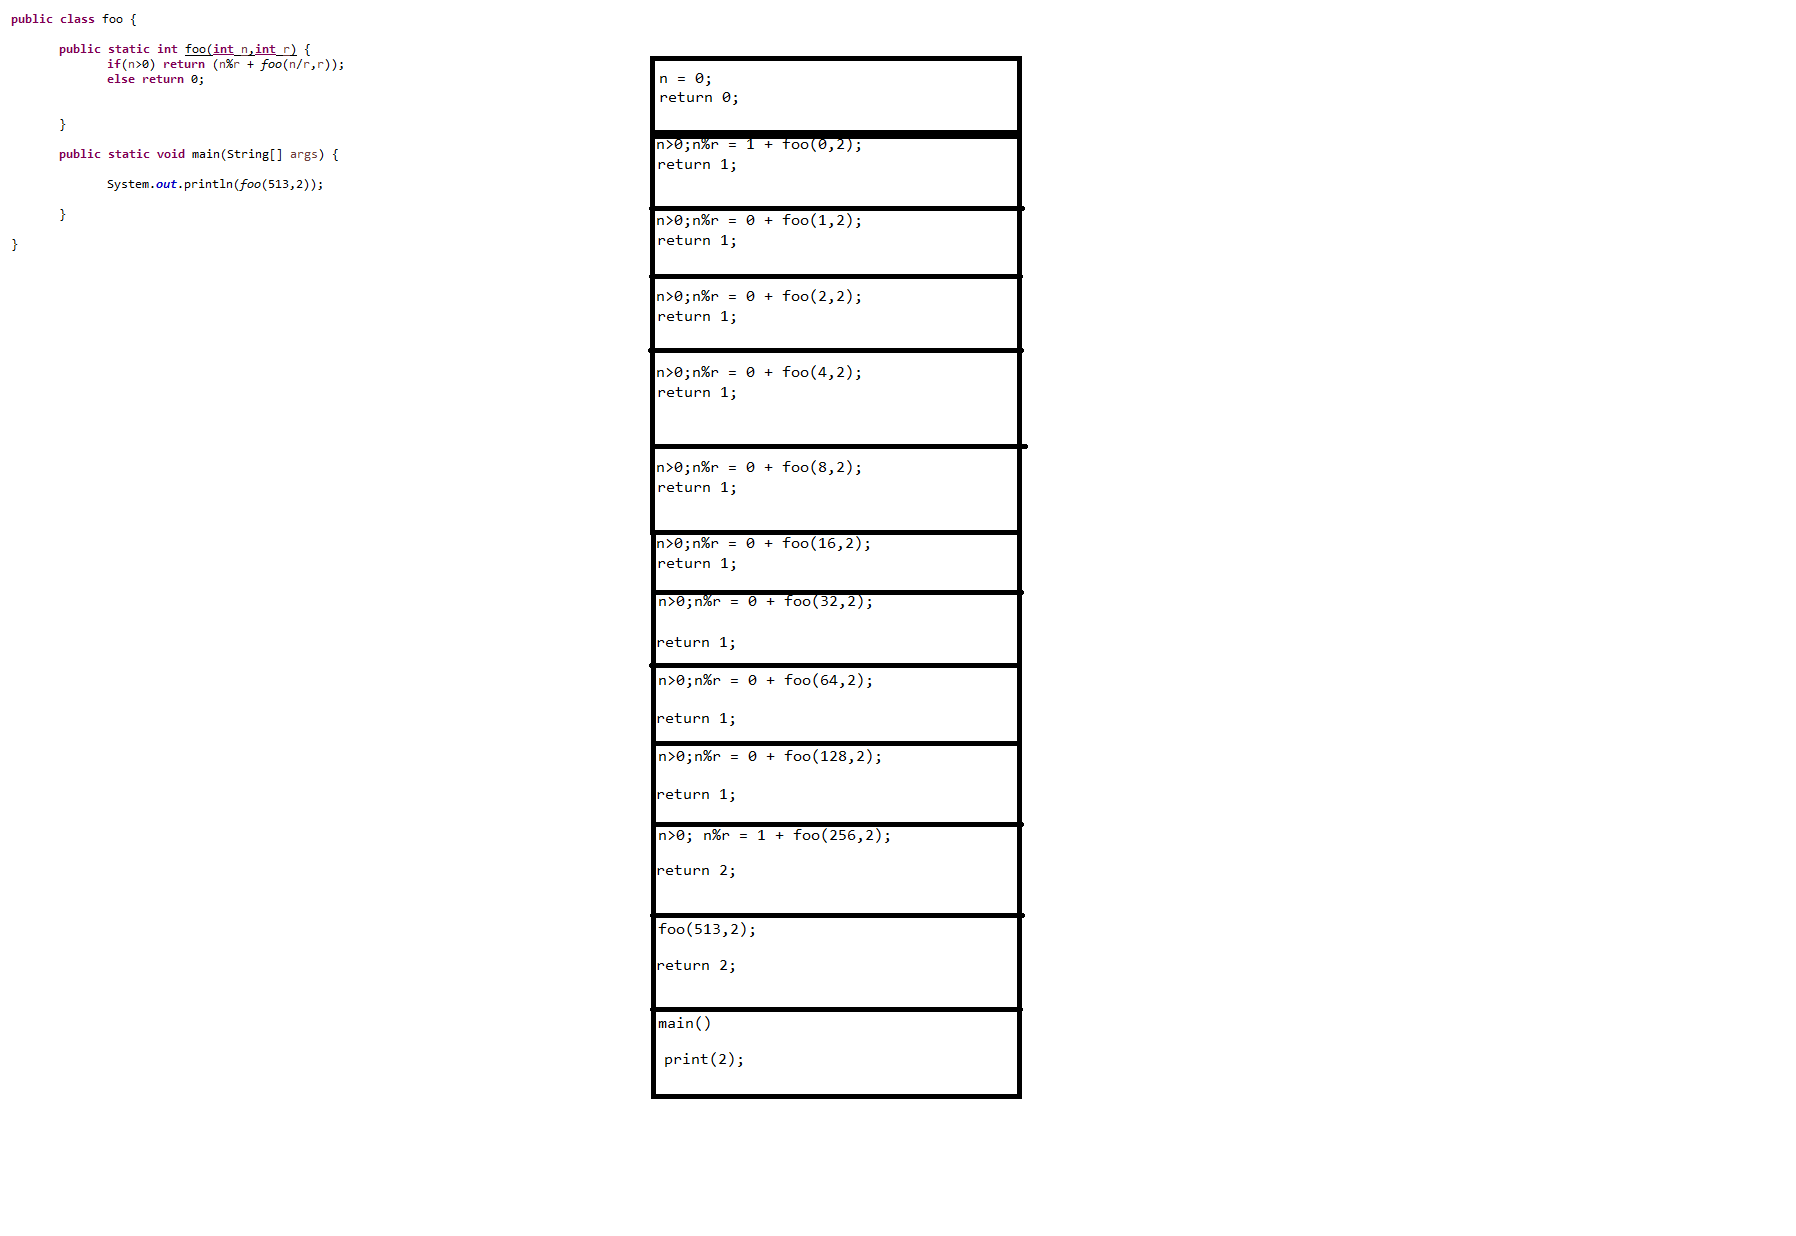 public class foo {
public static int foo(int n,int r) {
if(n>0) return (n%r + foo(n/r,r));
else return 0;
}
public static void main(String[] args) {
System.out.println(foo(513,2));
}
}
n = 0;
return 0;
n>0;n%r = 1 + foo(0,2);
return 1;
n>0;n%r = 0 + foo(1,2);
return 1;
n>0;n%r = 0 + foo(2,2);
return 1;
n>0;n%r = 0 + foo(4,2);
return 1;
n>0;n%r = 0 + foo(8,2);
return 1;
n>0;n%r = 0 + foo(16,2);
return 1;
n>0;n%r = 0 + foo(32,2);
return 1;
n>0;n%r = 0 + foo(64,2);
return 1;
n>0;n%r = 0 + foo(128,2);
return 1;
n>0; n%r = 1 + foo(256,2);
return 2;
foo(513,2);
return 2;
main()
print(2);